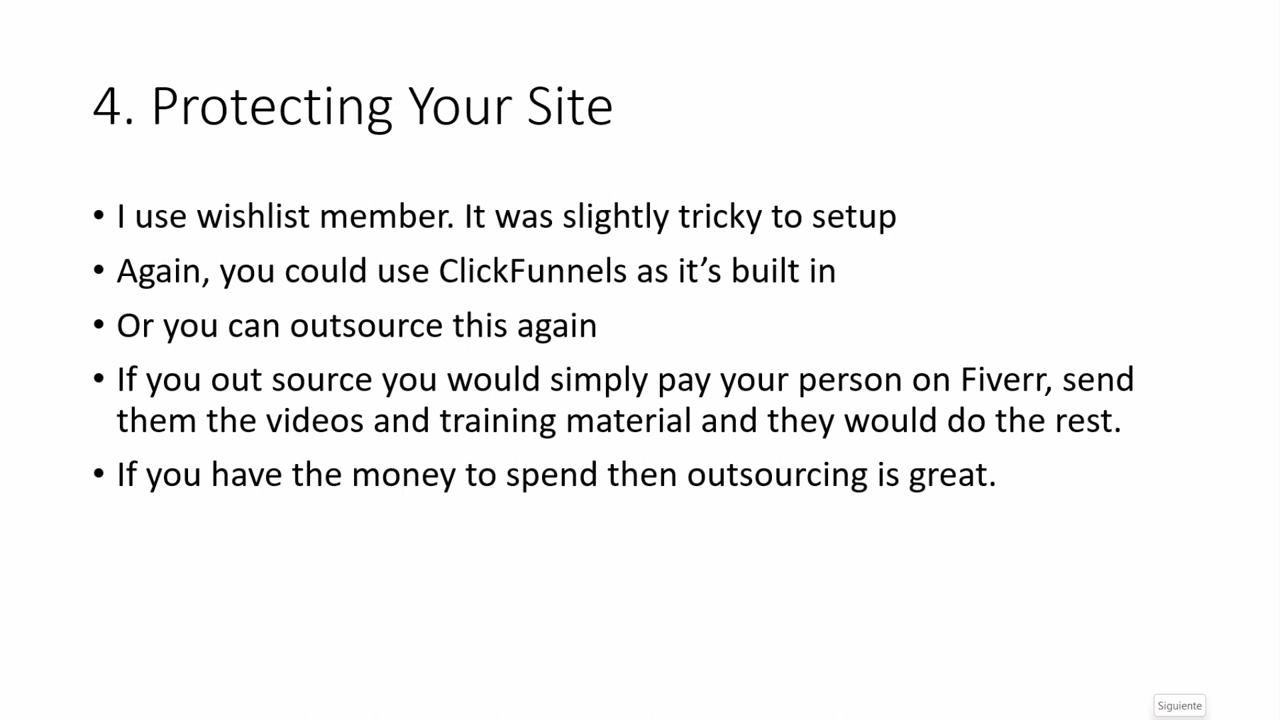 4. Protecting Your Site
• I use wishlist member. It was slightly tricky to setup
• Again, you could use ClickFunnels as it’s built in
• Or you can outsource this again
• If you out source you would simply pay your person on Fiverr, send
them the videos and training material and they would do the rest.
• If you have the money to spend then outsourcing is great.
Siguiente